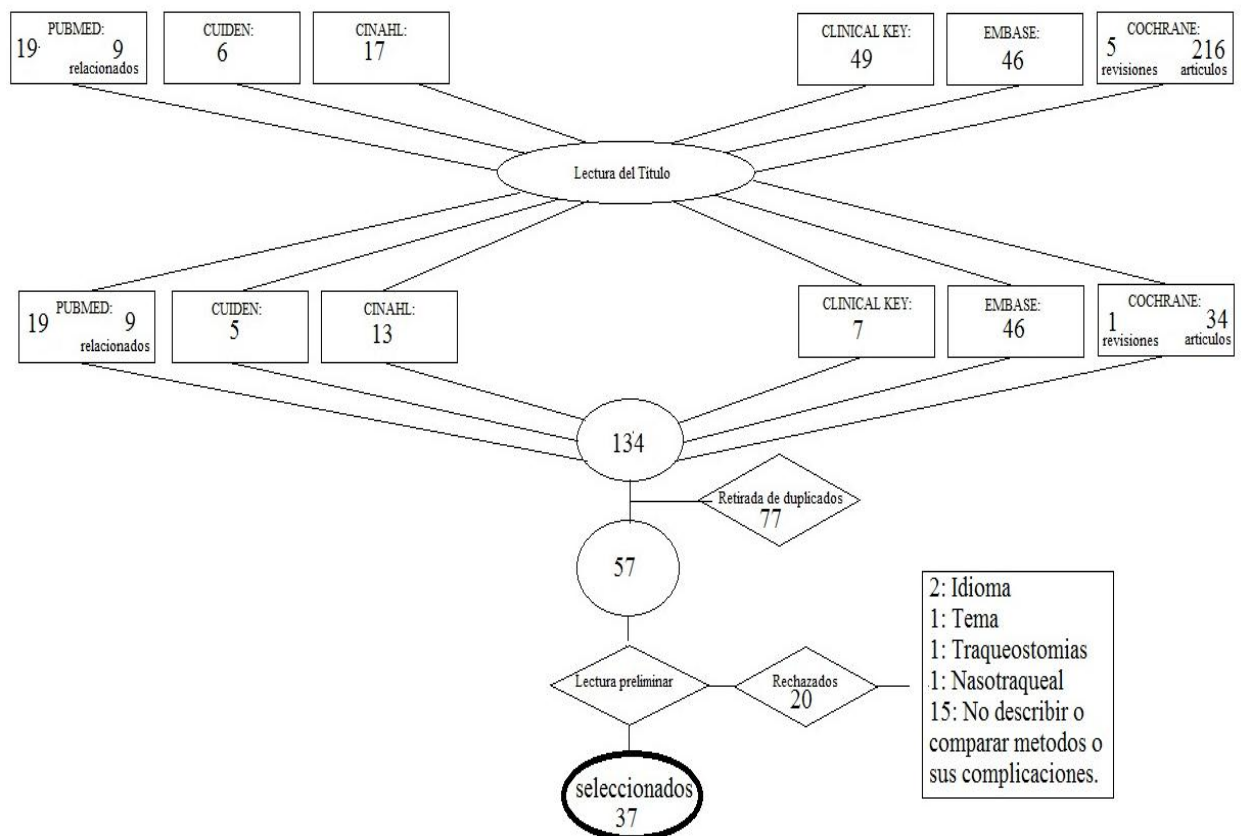 PUBMED:
19 9
relacionados
CUIDEN:
6
CINAHL:
17
CLINICAL KEY:
49
EMBASE:
46
COCHRANE:
5 216
revisiones articulos
Lectura del Titulo
PUBMED:
19 9
relacionados
CUIDEN:
5
CINAHL:
13
CLINICAL KEY:
7
EMBASE:
46
COCHRANE:
1 34
revisiones articulos
134
Retirada de duplicados
77
57
Lectura preliminar
Rechazados
20
2: Idioma
1: Tema
1: Traqueostomias
1: Nasotraqueal
15: No describir o
comparar metodos o
sus complicaciones.
seleccionados
37